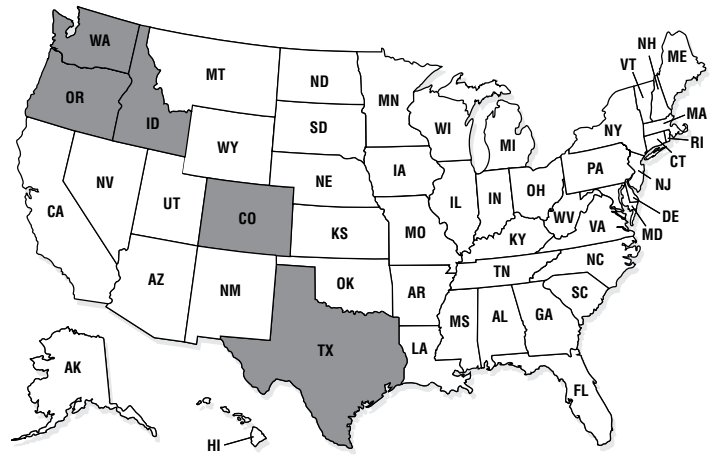 WA
MT
ND
MN
OR
ID
SD
WI
MI
WY
NV
UT
CO
NE
IA
IL
IN
OH
PA
NY
VT
NH
ME
MA
RI
CT
NJ
DE
MD
CA
KS
MO
KY
WV
VA
AZ
NM
OK
AR
TN
NC
SC
TX
LA
MS
AL
GA
FL
AK
HI